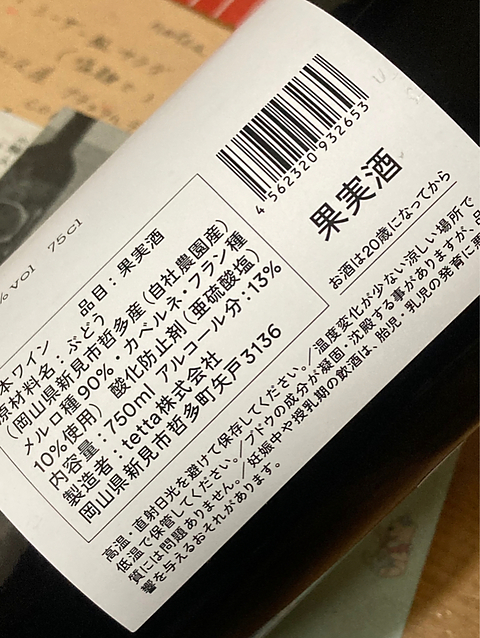 % vol 75cl
4 562320 932653
果実酒
お酒は20歳になってから
品目：果実酒
本ワイン
原材料名：ぶどう
（岡山県新見市哲多産（自社農園産）
メルロ種90%・カベルネ・フラン種
10%使用） 酸化防止剤（亜硫酸塩）
内容量：750ml アルコール分：13%
製造者：tetta株式会社
岡山県新見市哲多町矢戸3136
高温・直射日光を避けて保存してください。／温度変化が少ない涼しい場所で
低温で保管してください。／ブドウの成分が凝固・沈殿する事がありますが、品
質には問題ありません。／妊娠中や授乳期の飲酒は、胎児・乳児の発育に悪
響を与えるおそれがあります。